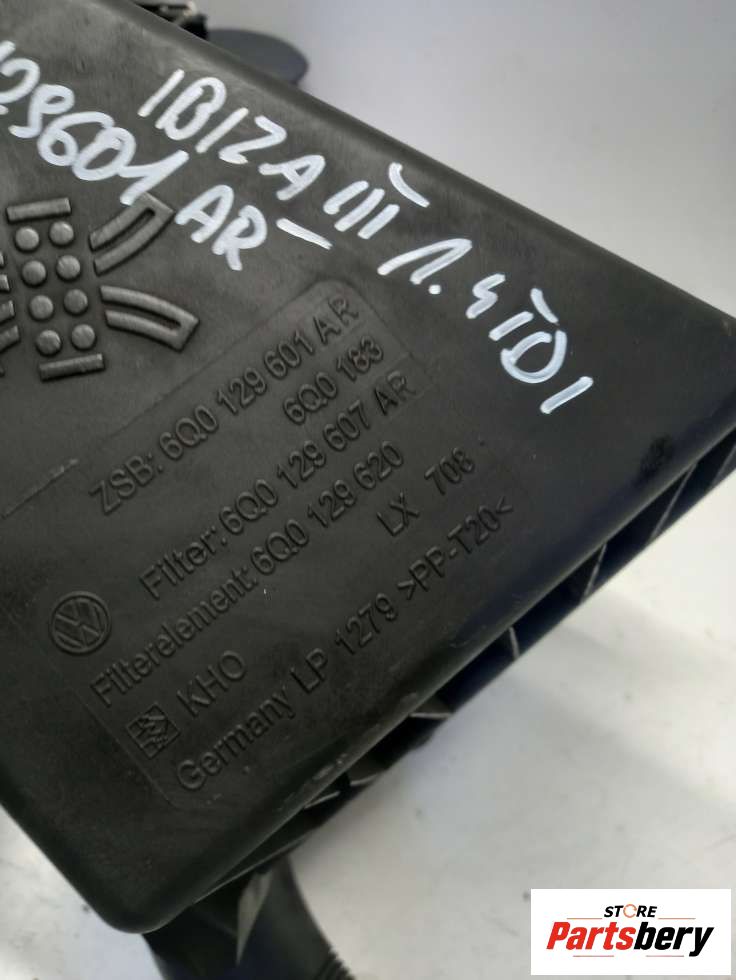 IBIZA III 1.4TDI
29601 AR
ZSB: 6Q0 129 601 AR
6Q0 183
Filter: 6Q0 129 607 AR
Filterelement: 6Q0 129 620
LX 708
KHO
Germany LP 1279 >PP-T20<
STORE
Partsbery